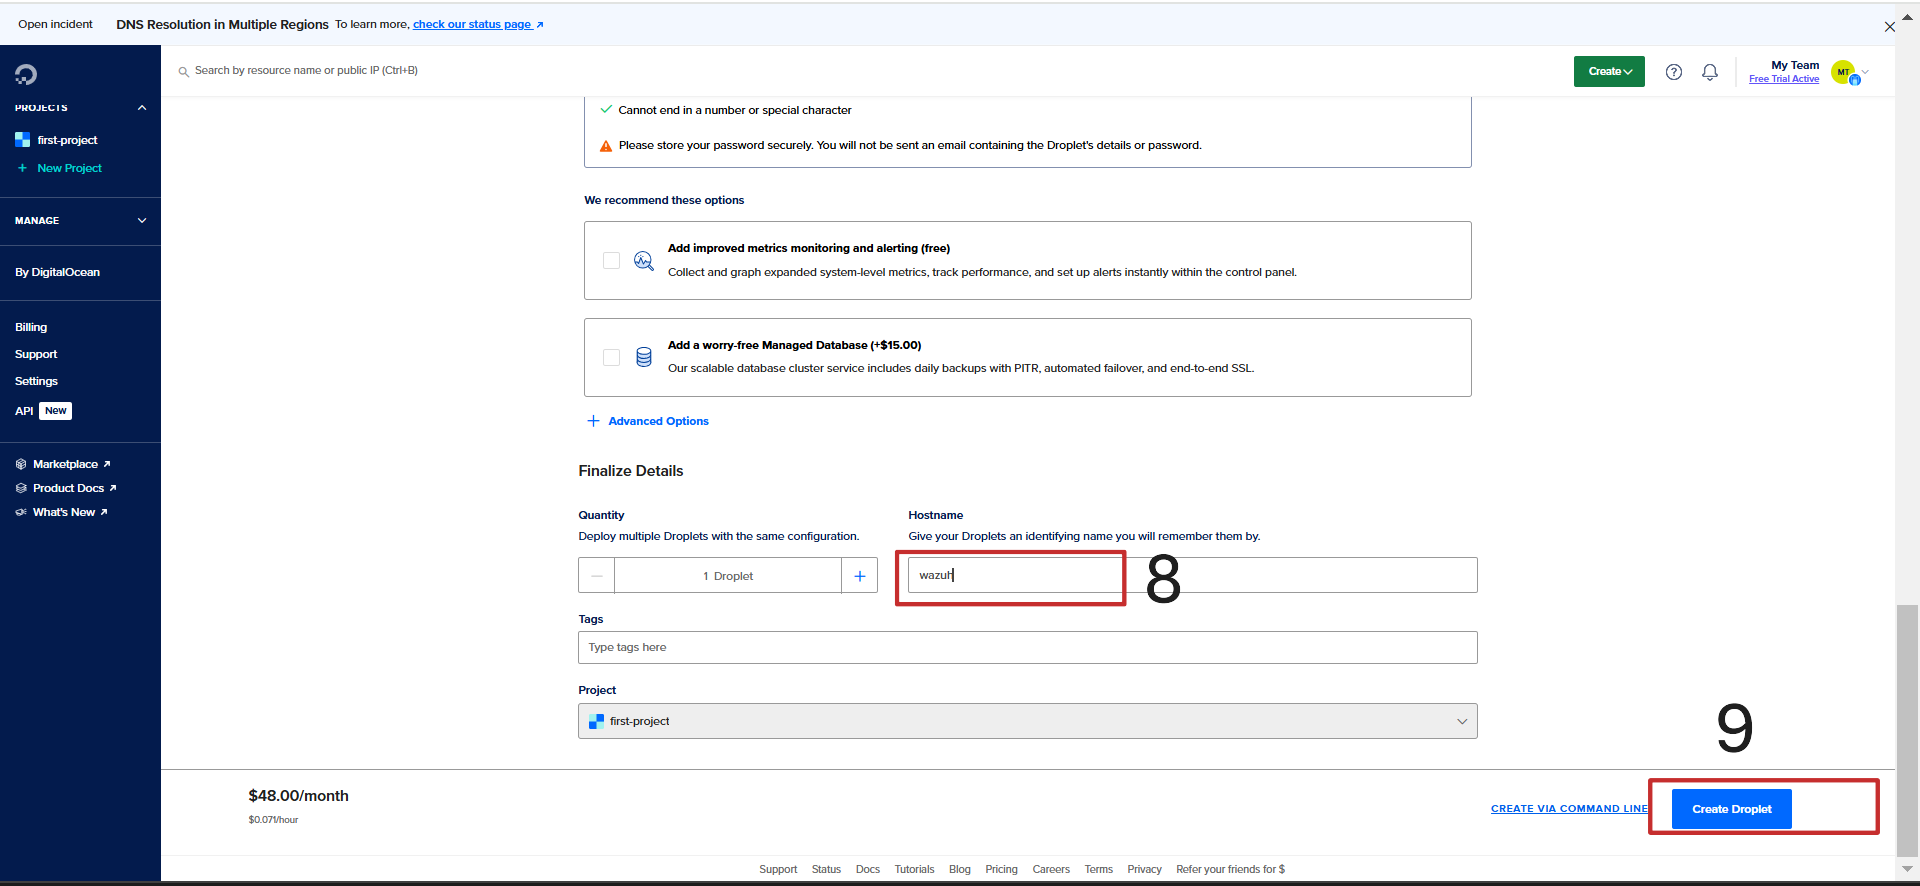 Open incident DNS Resolution in Multiple Regions To learn more, check our status page
Search by resource name or public IP (Ctrl+B)
Create
My Team
Free Trial Active
MT
PROJECTS
first-project
+ New Project
MANAGE
By DigitalOcean
Billing
Support
Settings
API New
Marketplace
Product Docs
What's New
Cannot end in a number or special character
Please store your password securely. You will not be sent an email containing the Droplet's details or password.
We recommend these options
Add improved metrics monitoring and alerting (free)
Collect and graph expanded system-level metrics, track performance, and set up alerts instantly within the control panel.
Add a worry-free Managed Database (+$15.00)
Our scalable database cluster service includes daily backups with PITR, automated failover, and end-to-end SSL.
+ Advanced Options
Finalize Details
Quantity
Deploy multiple Droplets with the same configuration.
1 Droplet
Hostname
Give your Droplets an identifying name you will remember them by.
wazuh
8
Tags
Type tags here
Project
first-project
9
$48.00/month
$0.071/hour
CREATE VIA COMMAND LINE
Create Droplet
Support Status Docs Tutorials Blog Pricing Careers Terms Privacy Refer your friends for $